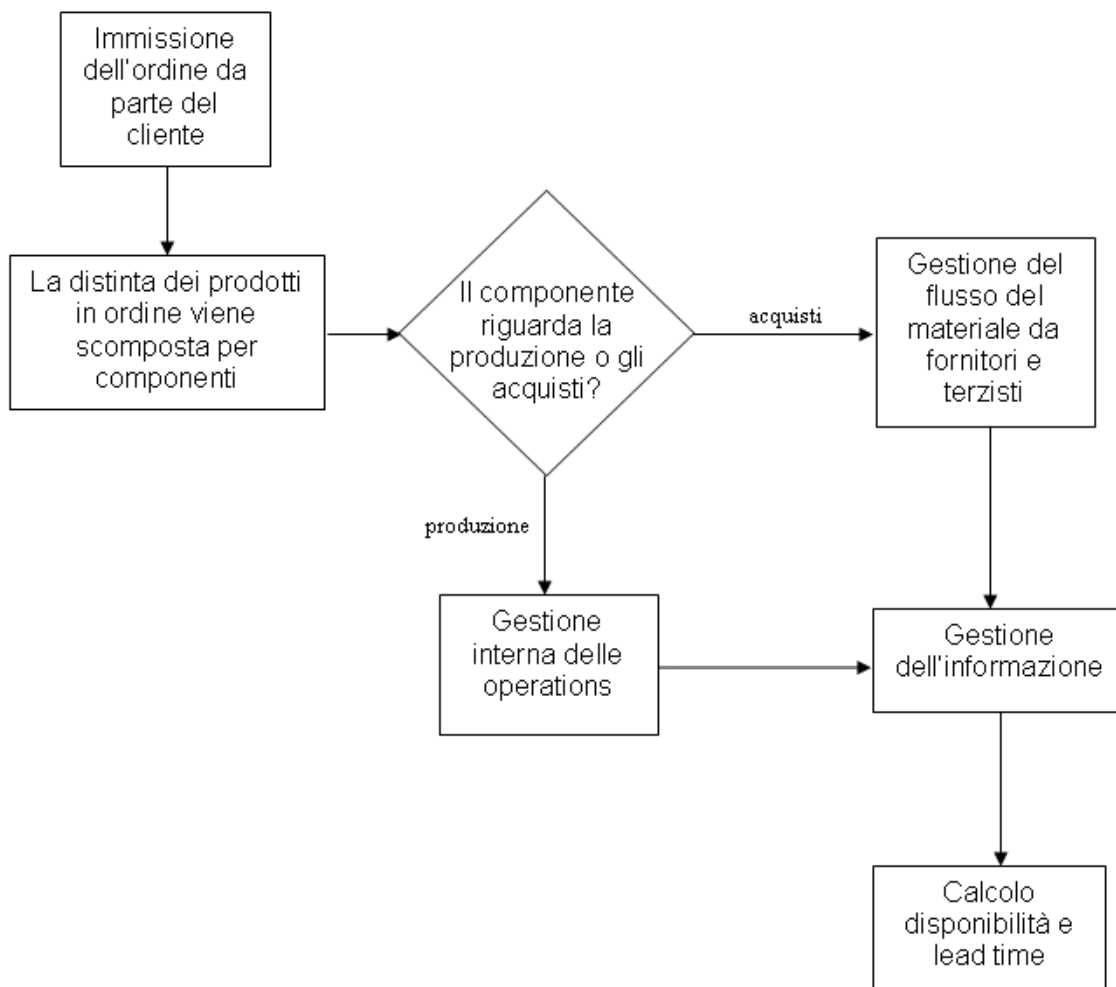 Immissione
dell'ordine da
parte del
cliente
La distinta dei prodotti
in ordine viene
scomposta per
componenti
Il componente
riguarda la
produzione o gli
acquisti?
acquisti
Gestione del
flusso del
materiale da
fornitori e
terzisti
produzione
Gestione
interna delle
operations
Gestione
dell'informazione
Calcolo
disponibilità e
lead time